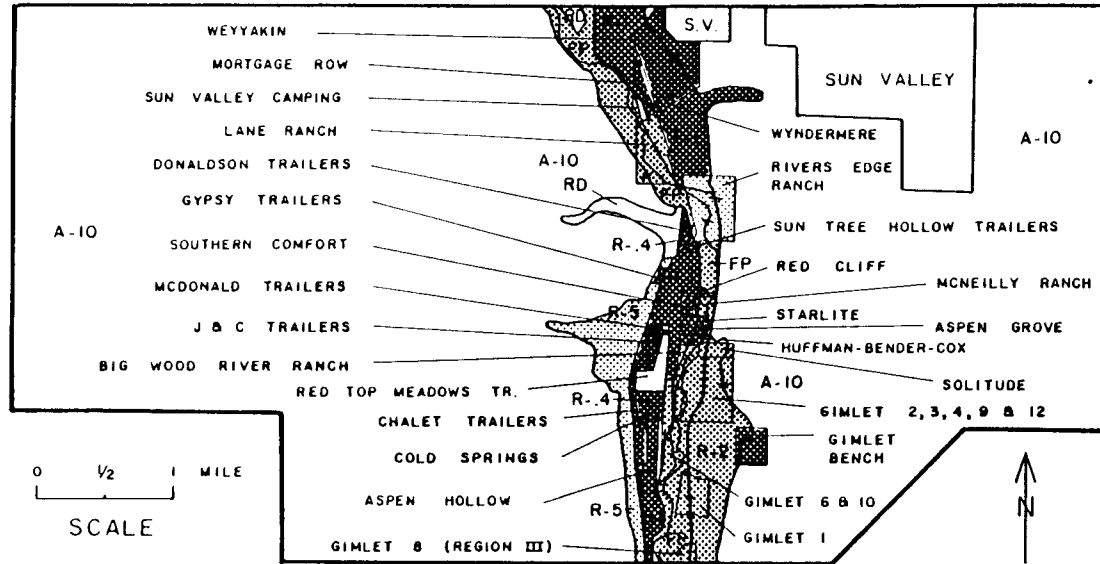 RD
S.V.
WEYYAKIN
MORTGAGE ROW
SUN VALLEY
SUN VALLEY CAMPING
LANE RANCH
WYNDERMERE
A-10
A-10
DONALDSON TRAILERS
RIVERS EDGE
RANCH
RD
GYPSY TRAILERS
SUN TREE HOLLOW TRAILERS
A-10
R-.4
SOUTHERN COMFORT
FP
RED CLIFF
MCDONALD TRAILERS
MCNEILLY RANCH
R-5
STARLITE
J & C TRAILERS
ASPEN GROVE
HUFFMAN-BENDER-COX
BIG WOOD RIVER RANCH
A-10
SOLITUDE
RED TOP MEADOWS TR.
R-.4
GIMLET 2, 3, 4, 9 & 12
CHALET TRAILERS
GIMLET
BENCH
R-2
COLD SPRINGS
0 1/2 1 MILE
SCALE
ASPEN HOLLOW
GIMLET 6 & 10
R-5
N
GIMLET 1
GIMLET 8 (REGION III)